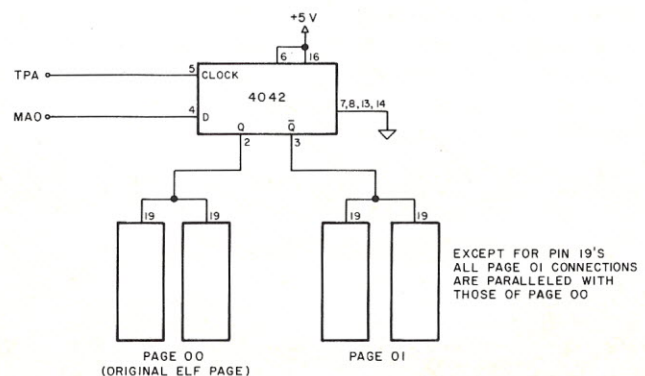 +5 V
6
16
TPA
5
CLOCK
4042
MA0
4
D
7,8,13,14
Q
Q̅
2
3
19
19
19
19
EXCEPT FOR PIN 19'S
ALL PAGE 01 CONNECTIONS
ARE PARALLELED WITH
THOSE OF PAGE 00
PAGE 00
(ORIGINAL ELF PAGE)
PAGE 01